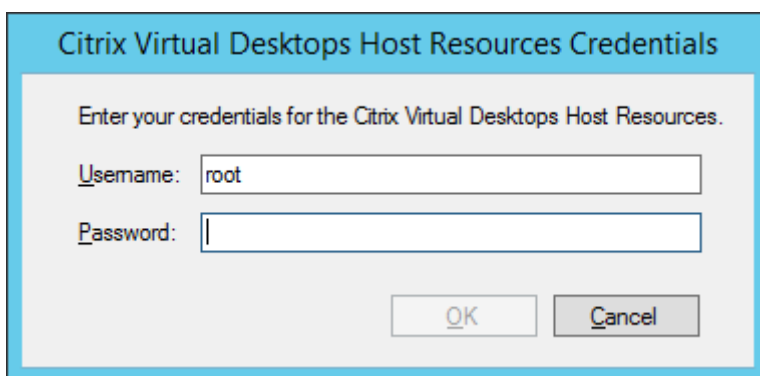 Citrix Virtual Desktops Host Resources Credentials
Enter your credentials for the Citrix Virtual Desktops Host Resources.
Username: root
Password:
OK Cancel